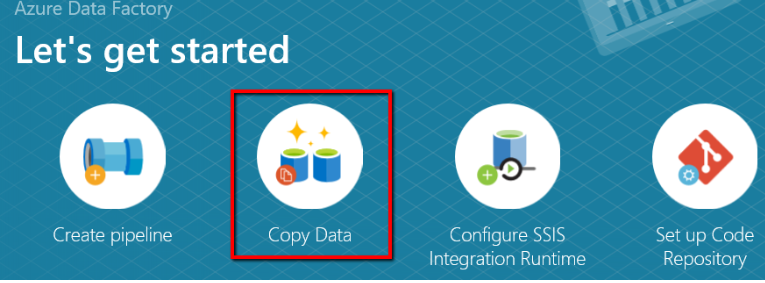 Azure Data Factory
Let's get started
Create pipeline
Copy Data
Configure SSIS
Integration Runtime
Set up Code
Repository